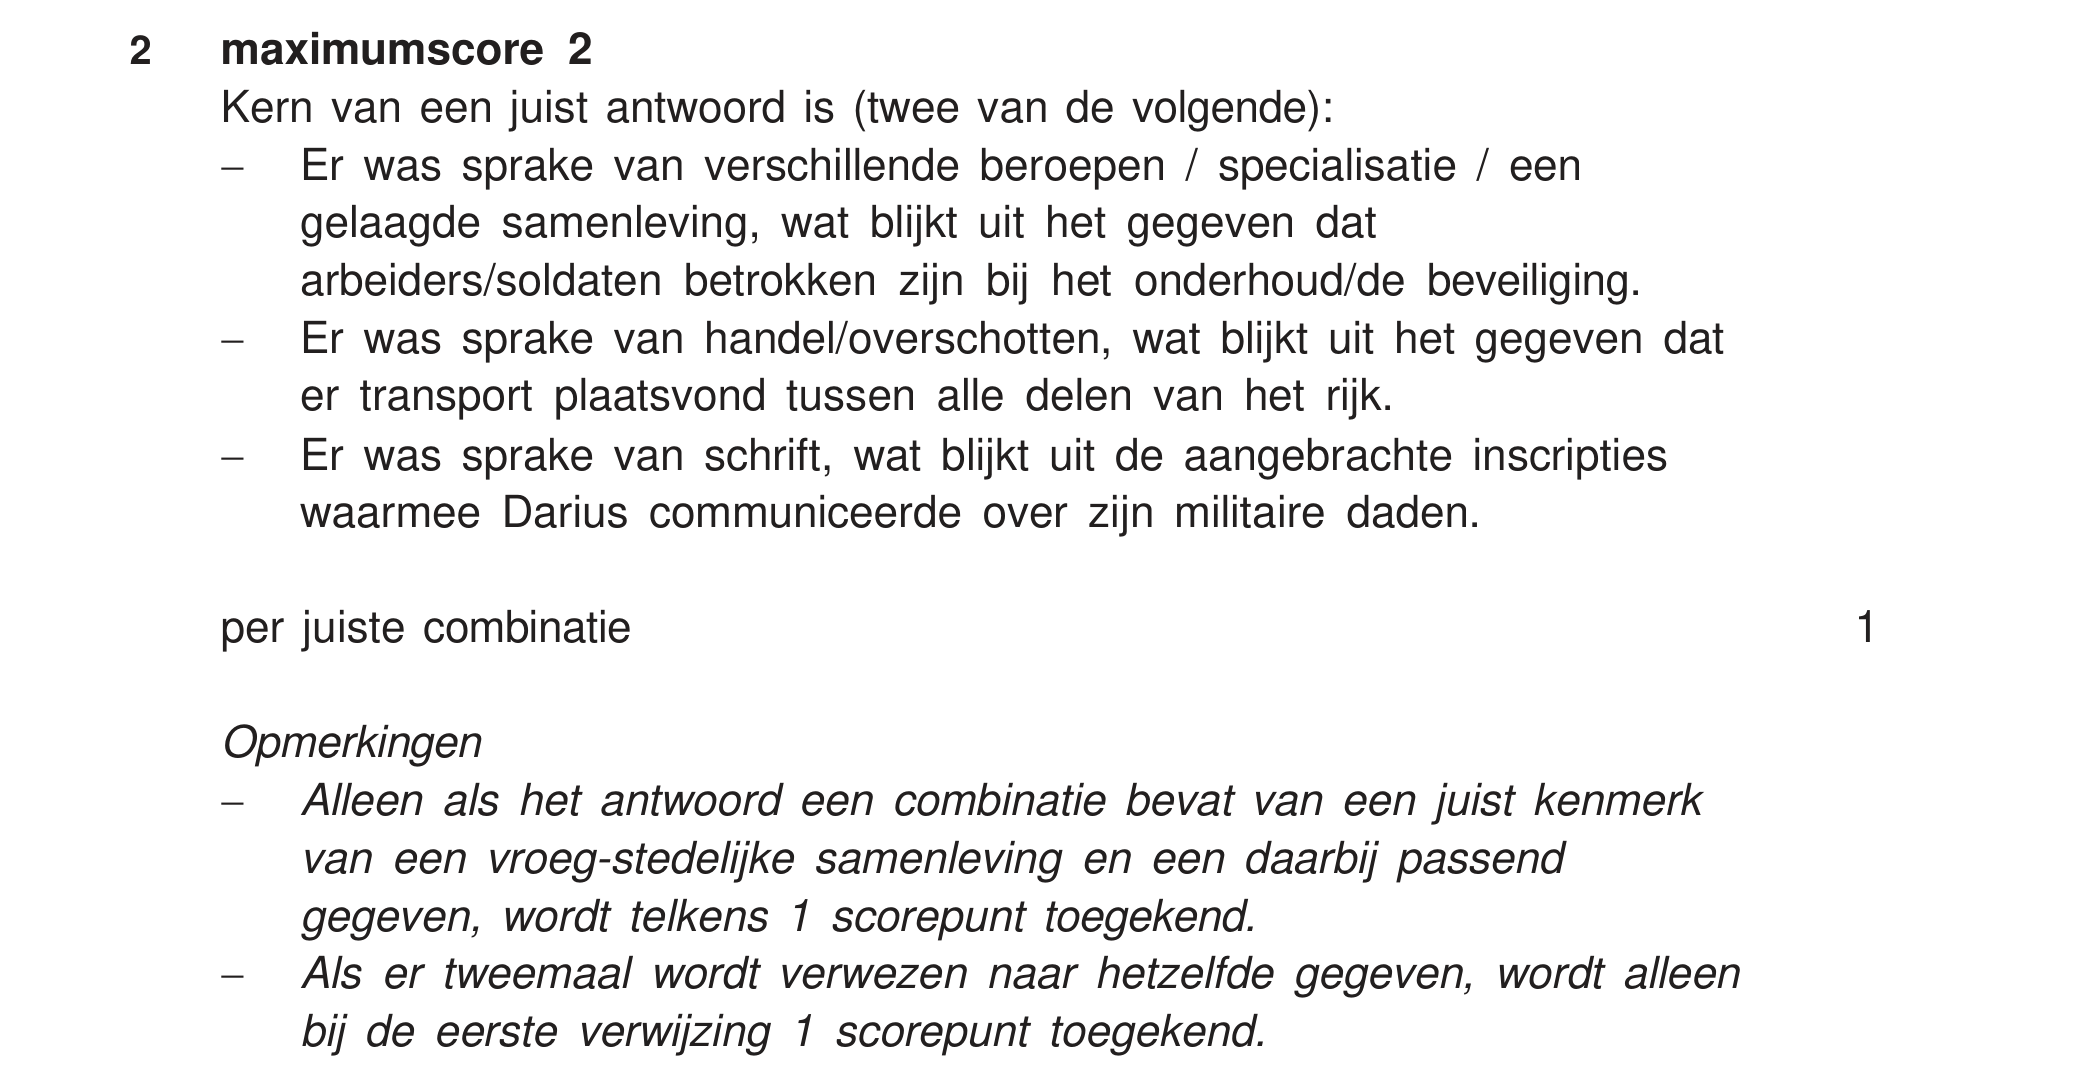 2 maximumscore 2
Kern van een juist antwoord is (twee van de volgende):
– Er was sprake van verschillende beroepen / specialisatie / een
gelaagde samenleving, wat blijkt uit het gegeven dat
arbeiders/soldaten betrokken zijn bij het onderhoud/de beveiliging.
– Er was sprake van handel/overschotten, wat blijkt uit het gegeven dat
er transport plaatsvond tussen alle delen van het rijk.
– Er was sprake van schrift, wat blijkt uit de aangebrachte inscripties
waarmee Darius communiceerde over zijn militaire daden.
per juiste combinatie 1
Opmerkingen
– Alleen als het antwoord een combinatie bevat van een juist kenmerk
van een vroeg-stedelijke samenleving en een daarbij passend
gegeven, wordt telkens 1 scorepunt toegekend.
– Als er tweemaal wordt verwezen naar hetzelfde gegeven, wordt alleen
bij de eerste verwijzing 1 scorepunt toegekend.